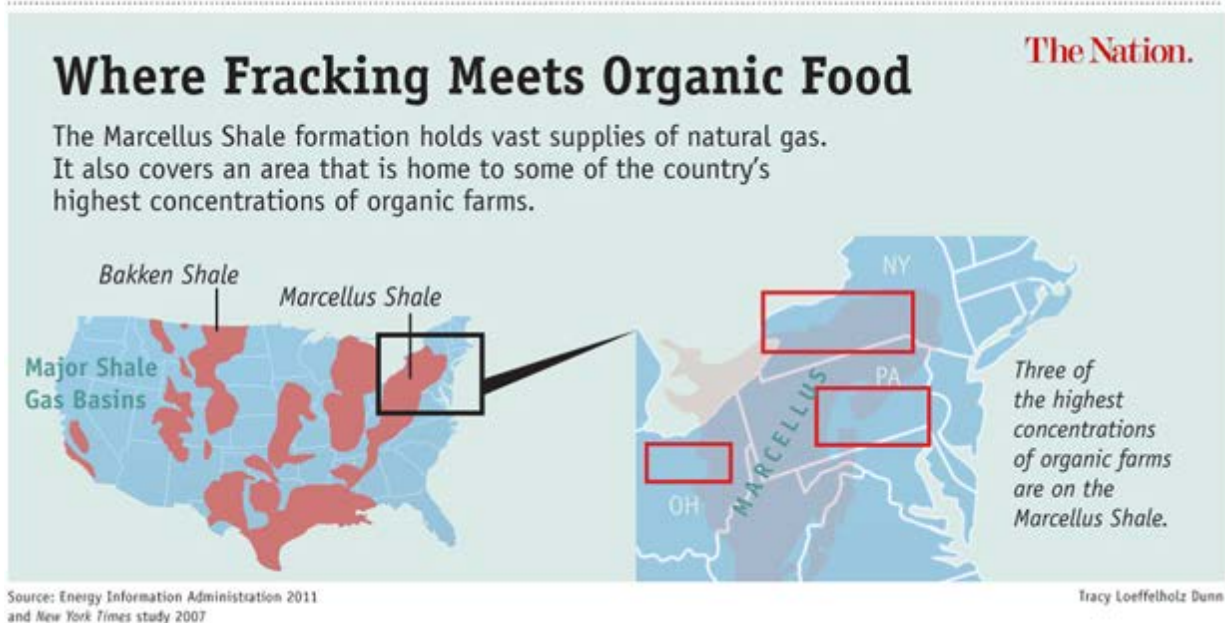 The Nation.
Where Fracking Meets Organic Food
The Marcellus Shale formation holds vast supplies of natural gas.
It also covers an area that is home to some of the country's
highest concentrations of organic farms.
Bakken Shale
Marcellus Shale
Major Shale
Gas Basins
NY
PA
MARCELLUS
OH
Three of
the highest
concentrations
of organic farms
are on the
Marcellus Shale.
Source: Energy Information Administration 2011
and New York Times study 2007
Tracy Loeffelholz Dunn